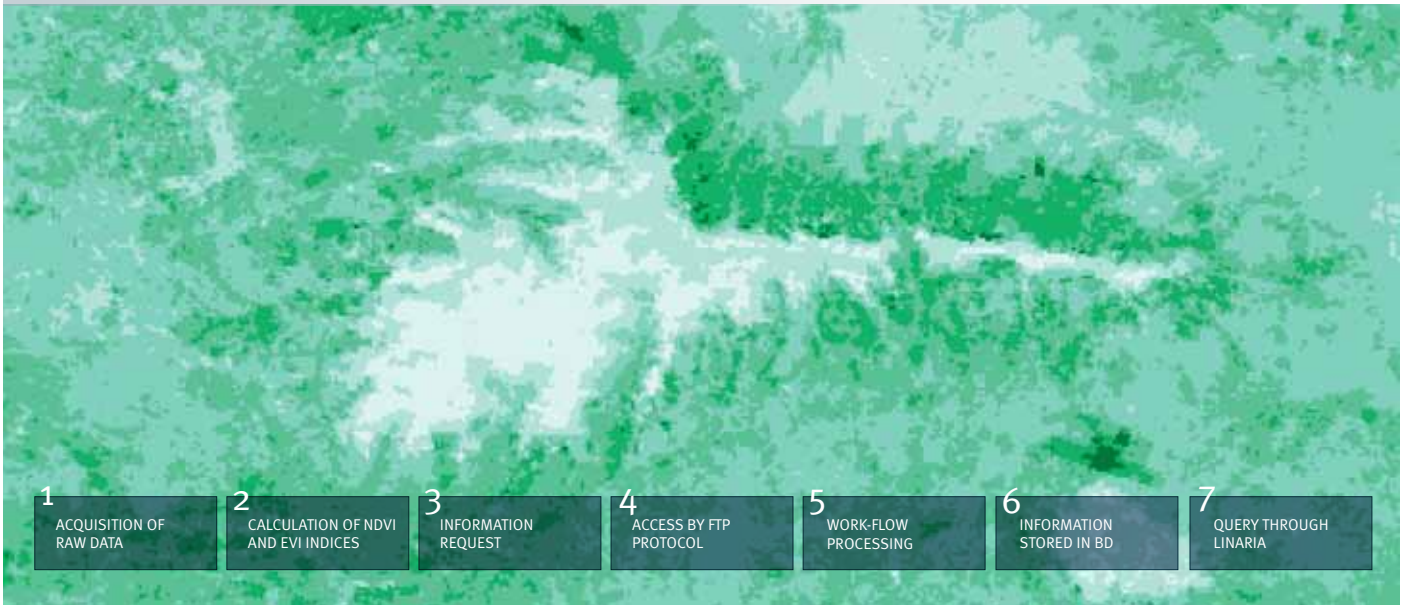 1
ACQUISITION OF
RAW DATA
2
CALCULATION OF NDVI
AND EVI INDICES
3
INFORMATION
REQUEST
4
ACCESS BY FTP
PROTOCOL
5
WORK-FLOW
PROCESSING
6
INFORMATION
STORED IN BD
7
QUERY THROUGH
LINARIA